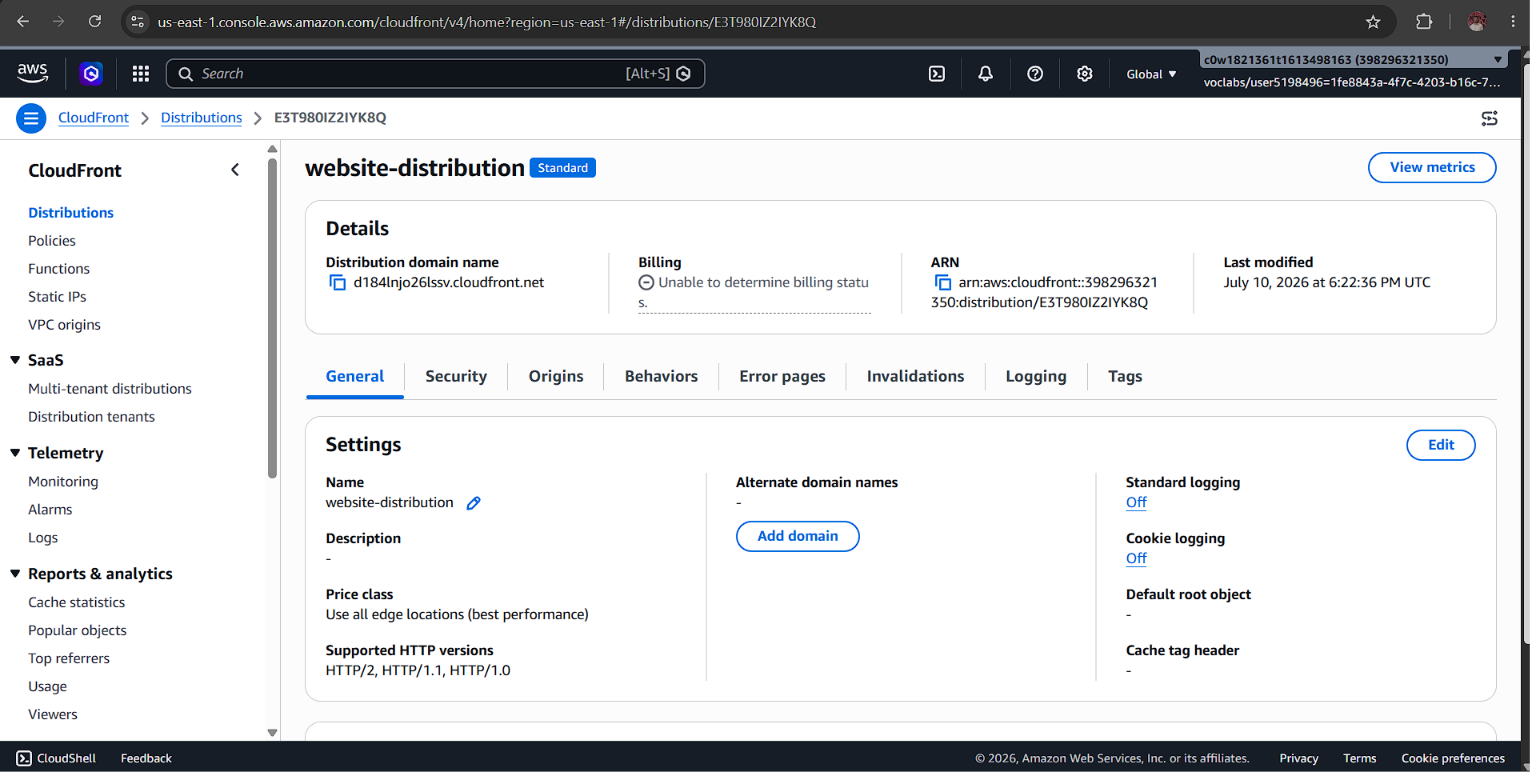 us-east-1.console.aws.amazon.com/cloudfront/v4/home?region=us-east-1#/distributions/E3T980IZ2IYK8Q
aws
Search
[Alt+S]
Global
c0w1821361t1613498163 (398296321350)
voclabs/user5198496=1fe8843a-4f7c-4203-b16c-7...
CloudFront
Distributions
E3T980IZ2IYK8Q
CloudFront
Distributions
Policies
Functions
Static IPs
VPC origins
SaaS
Multi-tenant distributions
Distribution tenants
Telemetry
Monitoring
Alarms
Logs
Reports & analytics
Cache statistics
Popular objects
Top referrers
Usage
Viewers
website-distribution
Standard
View metrics
Details
Distribution domain name
d184lnjo26lssv.cloudfront.net
Billing
Unable to determine billing statu
s.
ARN
arn:aws:cloudfront::398296321
350:distribution/E3T980IZ2IYK8Q
Last modified
July 10, 2026 at 6:22:36 PM UTC
General
Security
Origins
Behaviors
Error pages
Invalidations
Logging
Tags
Settings
Edit
Name
website-distribution
Description
-
Price class
Use all edge locations (best performance)
Supported HTTP versions
HTTP/2, HTTP/1.1, HTTP/1.0
Alternate domain names
-
Add domain
Standard logging
Off
Cookie logging
Off
Default root object
-
Cache tag header
-
CloudShell
Feedback
© 2026, Amazon Web Services, Inc. or its affiliates.
Privacy
Terms
Cookie preferences